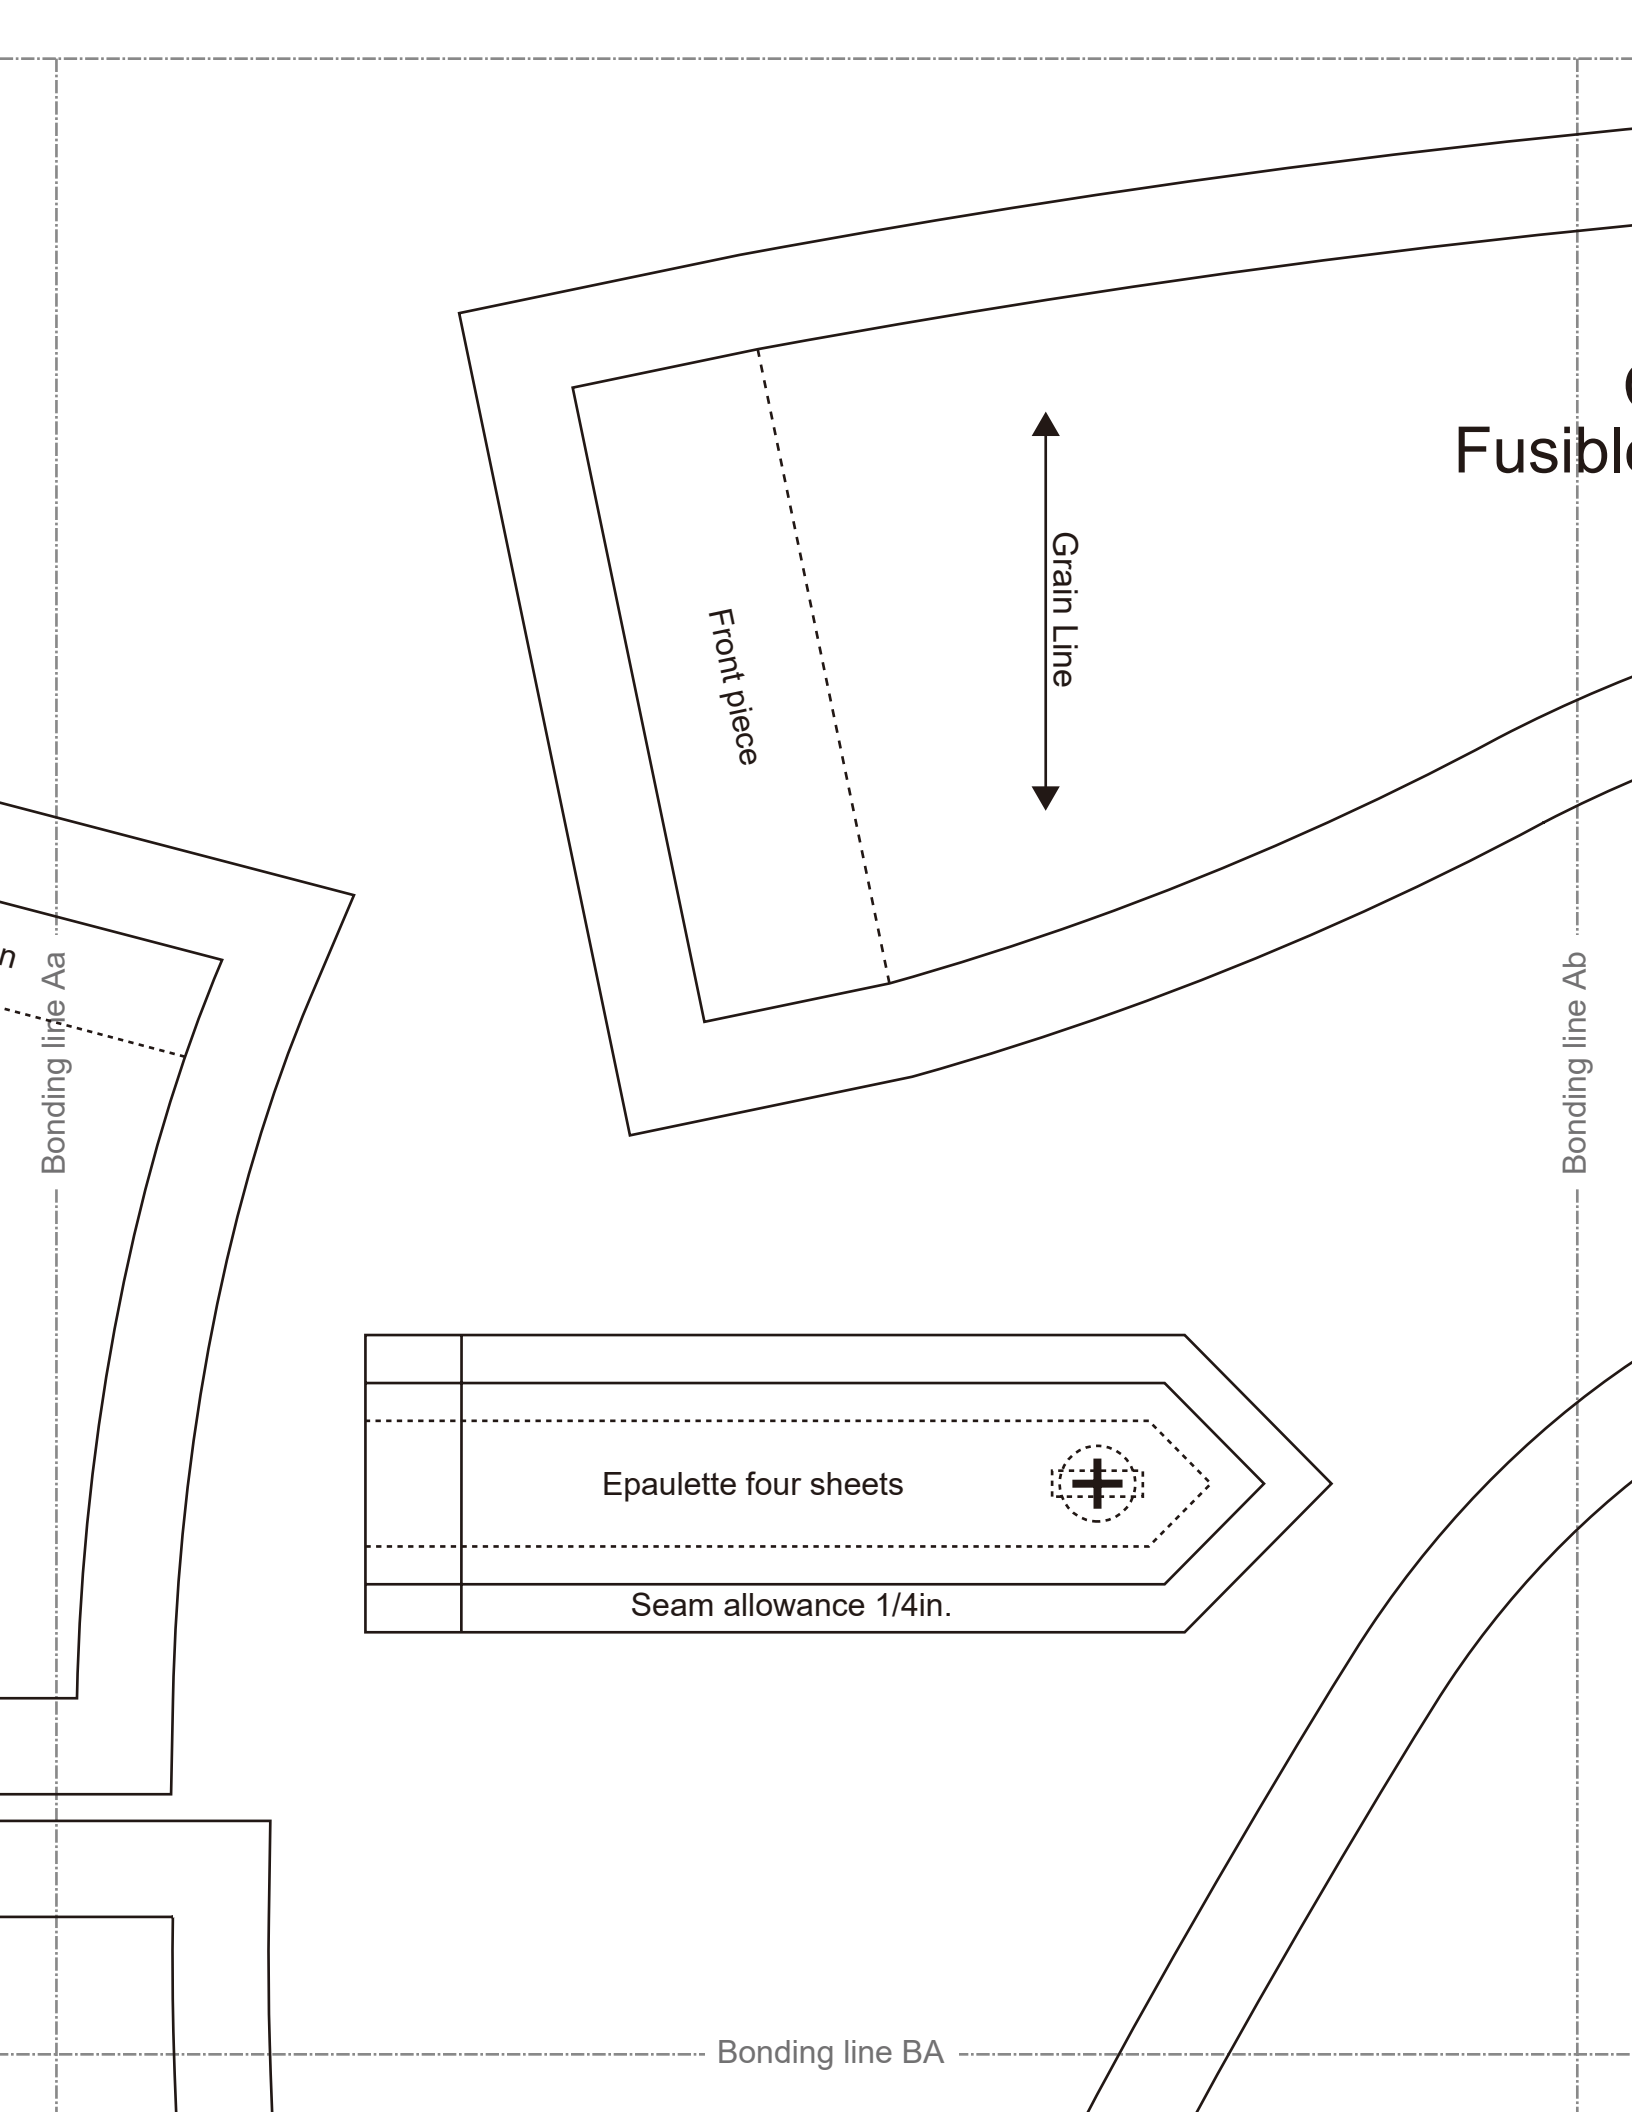 Fusible
Grain Line
Front piece
n
Bonding line Aa
Bonding line Ab
Epaulette four sheets
Seam allowance 1/4in.
Bonding line BA